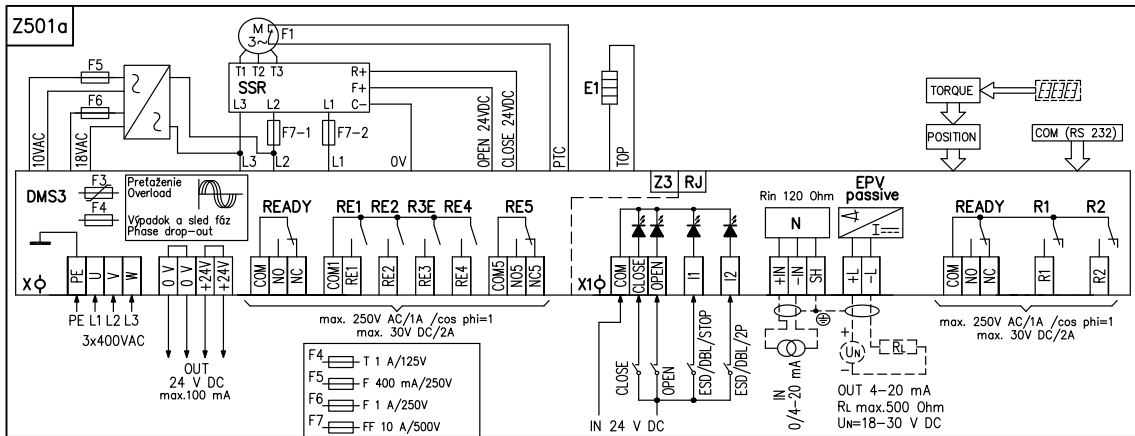 Z501a
M
3~
F1
T1 T2 T3
SSR
R+
F+
C-
L3 L2 L1
F5
F6
F7-1
F7-2
E1
TORQUE
POSITION
COM (RS 232)
10VAC
18VAC
L3 L2 L1 0V
OPEN 24VDC
CLOSE 24VDC
PTC
TOP
DMS3
F3
F4
Preťaženie
Overload
Výpadok a sled fáz
Phase drop-out
READY
RE1 RE2 R3E RE4
RE5
Z3 RJ
Rin 120 Ohm
N
EPV
passive
I
READY R1 R2
X
PE U V W
0 V 0 V +24V +24V
COM NO NC
COM1 RE1 RE2 RE3 RE4
COM5 NO5 NC5
X1
COM CLOSE OPEN I1 I2
+IN -IN SH
+L -L
COM NO NC R1 R2
PE L1 L2 L3
3x400VAC
OUT
24 V DC
max.100 mA
max. 250V AC/1A /cos phi=1
max. 30V DC/2A
F4 T 1 A/125V
F5 F 400 mA/250V
F6 F 1 A/250V
F7 FF 10 A/500V
CLOSE
OPEN
ESD/DBL/STOP
ESD/DBL/2P
IN 24 V DC
IN
0/4-20 mA
+
UN
-
RL
OUT 4-20 mA
RL max.500 Ohm
UN=18-30 V DC
max. 250V AC/1A /cos phi=1
max. 30V DC/2A